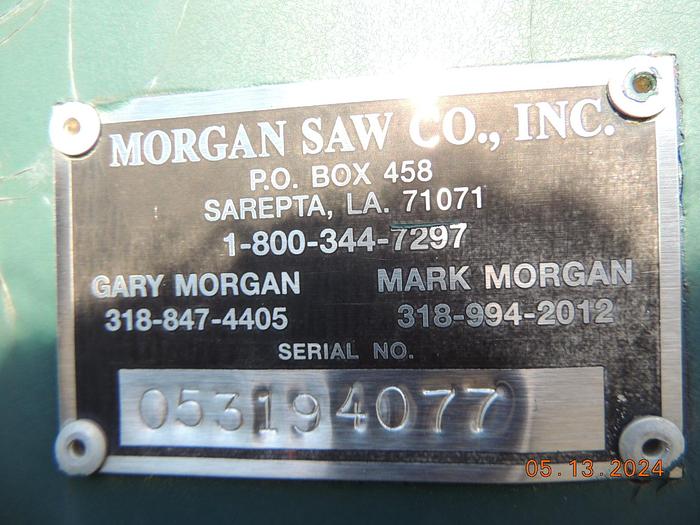 MORGAN SAW CO., INC.
P.O. BOX 458
SAREPTA, LA. 71071
1-800-344-7297
GARY MORGAN MARK MORGAN
318-847-4405 318-994-2012
SERIAL NO.
053194077
05.13.2024